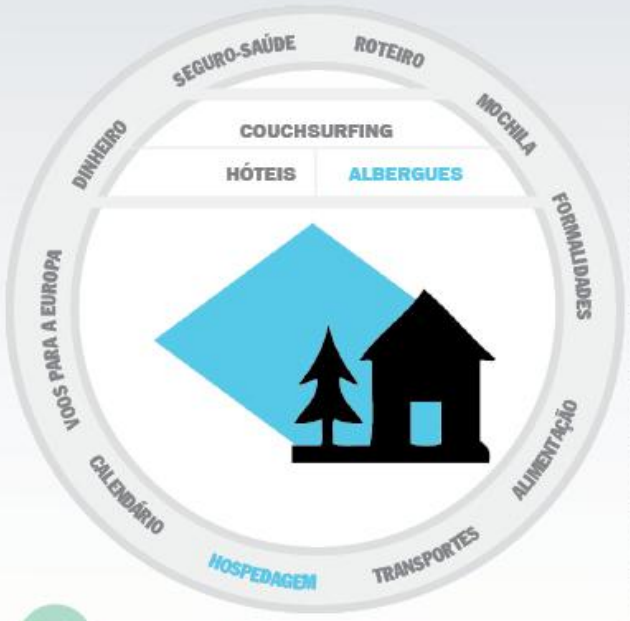 SEGURO-SAÚDE
ROTEIRO
MOCHILA
FORMALIDADES
ALIMENTAÇÃO
TRANSPORTES
HOSPEDAGEM
CALENDÁRIO
VOOS PARA A EUROPA
DINHEIRO
COUCHSURFING
HÓTEIS ALBERGUES